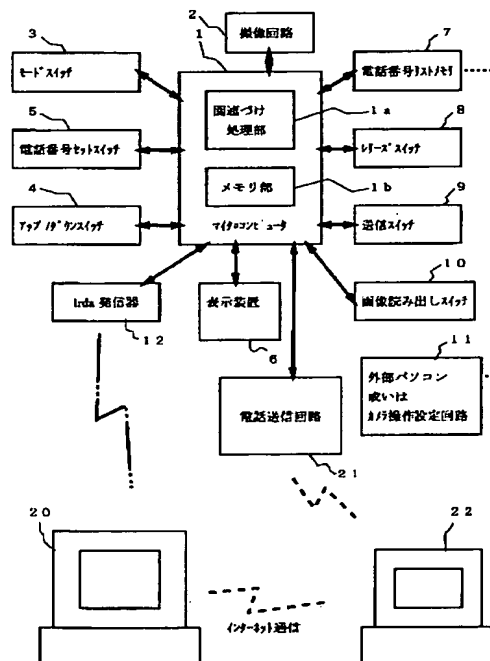 2
撮像回路
3
1
7
モードスイッチ
電話番号リストメモリ
関連づけ
処理部
1a
5
8
電話番号セットスイッチ
シリーズスイッチ
メモリ部
1b
4
9
アップ/ダウンスイッチ
マイクロコンピュータ
送信スイッチ
10
Irda 発信器
表示装置
画像読み出しスイッチ
12
6
11
外部パソコン
或いは
カメラ操作設定回路
電話送信回路
21
20
22
インターネット通信